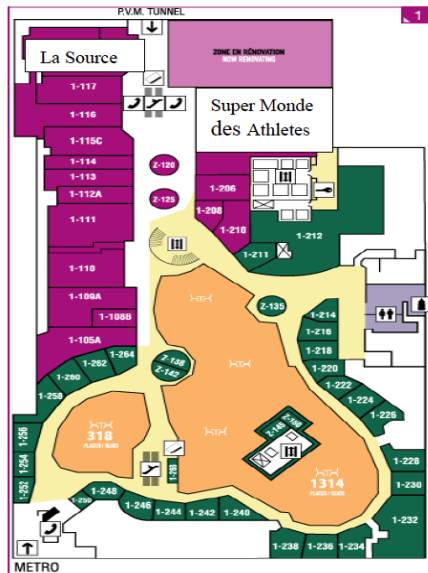 P.V.M. TUNNEL
1
La Source
ZONE EN RÉNOVATION
NOW RENOVATING
1-117
Super Monde
des Athletes
1-116
1-115C
1-114
1-113
1-112A
1-111
1-110
1-109A
1-108B
1-105A
Z-120
Z-125
1-206
1-208
1-210
1-211
1-212
Z-135
1-214
1-216
1-218
1-220
1-222
1-224
1-226
1-264
1-262
1-260
1-258
Z-138
Z-142
1-256
1-254
1-252
318
PLACES / SEATS
1-298
Z-145
Z-150
1314
PLACES / SEATS
1-228
1-230
1-232
1-250
1-248
1-246
1-244
1-242
1-240
1-238
1-236
1-234
METRO